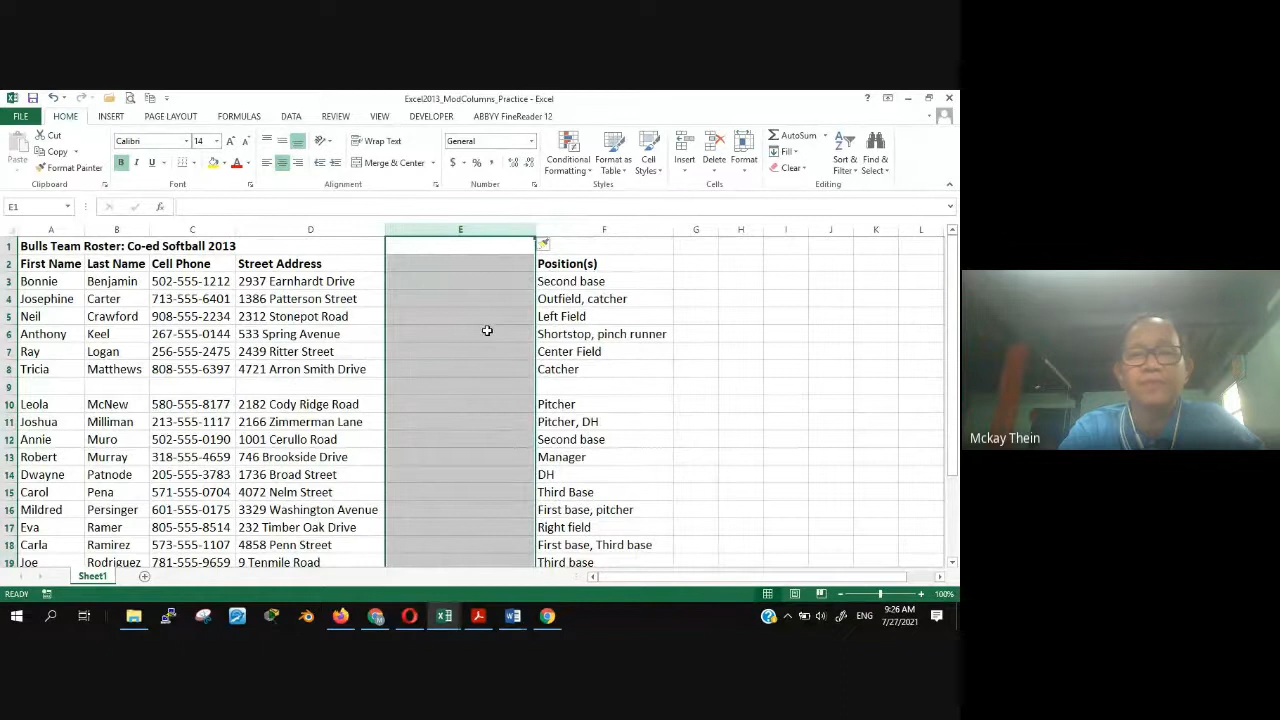 Excel2013_ModColumns_Practice - Excel
FILE HOME INSERT PAGE LAYOUT FORMULAS DATA REVIEW VIEW DEVELOPER ABBYY FineReader 12
Paste Cut Copy Format Painter Clipboard
Calibri 14 B I U A A A Font
Wrap Text Merge & Center Alignment
General $ % , Number
Conditional Formatting Format as Table Cell Styles Styles
Insert Delete Format Cells
AutoSum Fill Clear Sort & Filter Find & Select Editing
E1 fx
A B C D E F G H I J K L
1 Bulls Team Roster: Co-ed Softball 2013
2 First Name Last Name Cell Phone Street Address Position(s)
3 Bonnie Benjamin 502-555-1212 2937 Earnhardt Drive Second base
4 Josephine Carter 713-555-6401 1386 Patterson Street Outfield, catcher
5 Neil Crawford 908-555-2234 2312 Stonepot Road Left Field
6 Anthony Keel 267-555-0144 533 Spring Avenue Shortstop, pinch runner
7 Ray Logan 256-555-2475 2439 Ritter Street Center Field
8 Tricia Matthews 808-555-6397 4721 Arron Smith Drive Catcher
9
10 Leola McNew 580-555-8177 2182 Cody Ridge Road Pitcher
11 Joshua Milliman 213-555-1117 2166 Zimmerman Lane Pitcher, DH
12 Annie Muro 502-555-0190 1001 Cerullo Road Second base
13 Robert Murray 318-555-4659 746 Brookside Drive Manager
14 Dwayne Patnode 205-555-3783 1736 Broad Street DH
15 Carol Pena 571-555-0704 4072 Nelm Street Third Base
16 Mildred Persinger 601-555-0175 3329 Washington Avenue First base, pitcher
17 Eva Ramer 805-555-8514 232 Timber Oak Drive Right field
18 Carla Ramirez 573-555-1107 4858 Penn Street First base, Third base
19 Joe Rodriguez 781-555-9659 9 Tenmile Road Third base
Sheet1
READY 100%
ENG 9:26 AM
7/27/2021
Mckay Thein